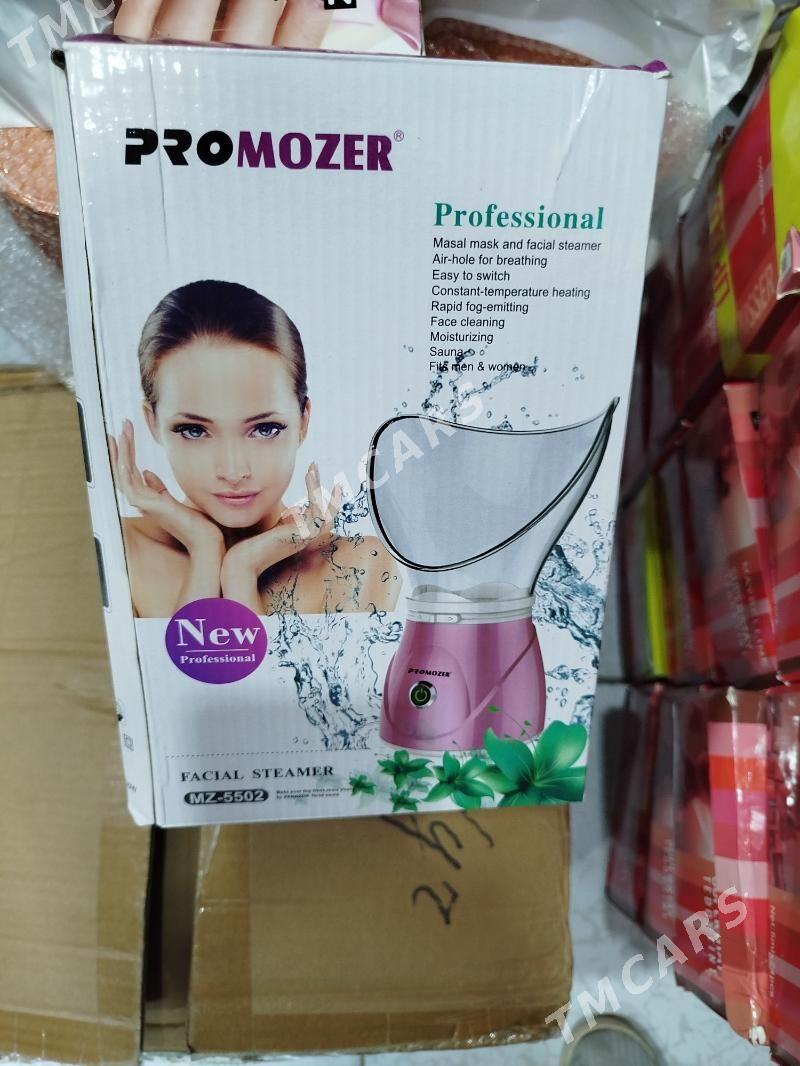 PROMOZER®
Professional
Masal mask and facial steamer
Air-hole for breathing
Easy to switch
Constant-temperature heating
Rapid fog-emitting
Face cleaning
Moisturizing
Sauna
Fits men & women
New
Professional
PROMOZER
FACIAL STEAMER
MZ-5502
TMCARS
TMCARS
TMCARS